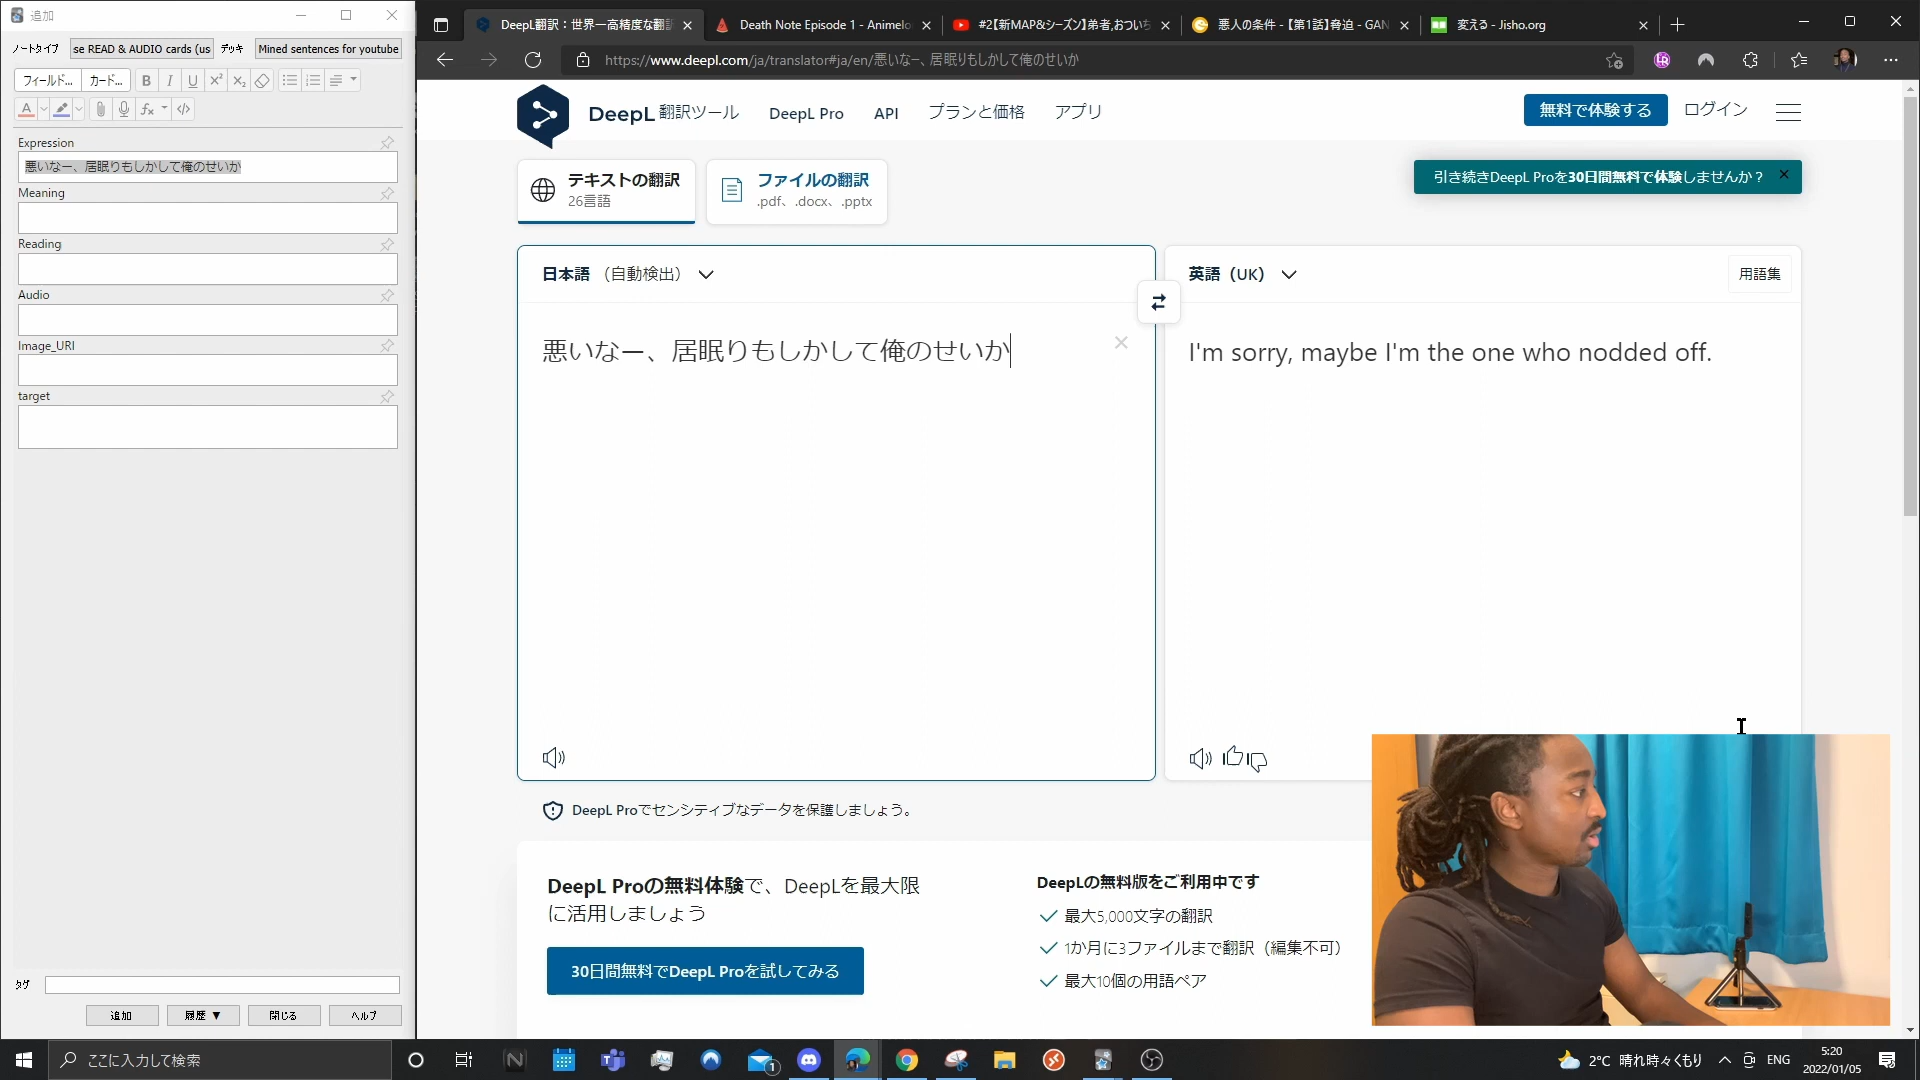 追加
ノートタイプ se READ & AUDIO cards (us デッキ Mined sentences for youtube
フィールド... カード... B I U
Expression
悪いなー、居眠りもしかして俺のせいか
Meaning
Reading
Audio
Image_URI
target
タグ
追加 履歴 ▼ 閉じる ヘルプ
DeepL翻訳：世界一高精度な翻訳
Death Note Episode 1 - Animelo
#2【新MAP&シーズン】弟者,おついち
悪人の条件 -【第1話】脅迫 - GAN
変える - Jisho.org
https://www.deepl.com/ja/translator#ja/en/悪いなー、居眠りもしかして俺のせいか
DeepL 翻訳ツール DeepL Pro API プランと価格 アプリ 無料で体験する ログイン
テキストの翻訳
26言語
ファイルの翻訳
.pdf、.docx、.pptx
引き続きDeepL Proを30日間無料で体験しませんか？
日本語 （自動検出）
英語（UK）
用語集
悪いなー、居眠りもしかして俺のせいか
I'm sorry, maybe I'm the one who nodded off.
DeepL Proでセンシティブなデータを保護しましょう。
DeepL Proの無料体験で、DeepLを最大限
に活用しましょう
30日間無料でDeepL Proを試してみる
DeepLの無料版をご利用中です
最大5,000文字の翻訳
1か月に3ファイルまで翻訳（編集不可）
最大10個の用語ペア
ここに入力して検索
1
2°C 晴れ時々くもり
ENG
5:20
2022/01/05